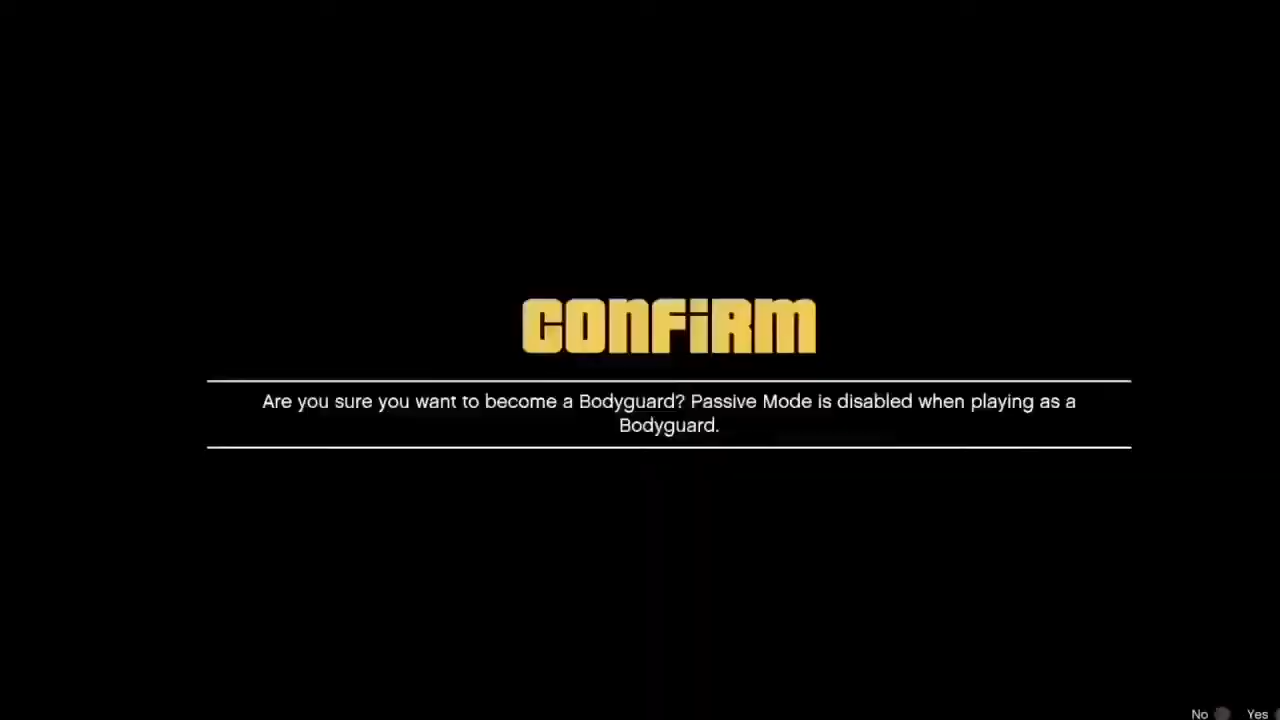 CONFiRM
Are you sure you want to become a Bodyguard? Passive Mode is disabled when playing as a
Bodyguard.
No Yes